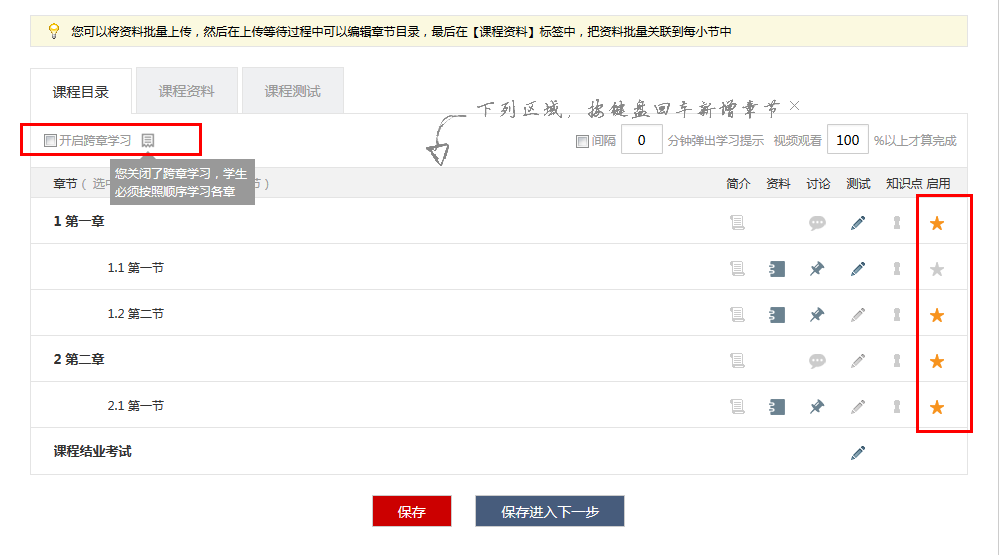 您可以将资料批量上传，然后在上传等待过程中可以编辑章节目录，最后在【课程资料】标签中，把资料批量关联到每小节中
课程目录 课程资料 课程测试
下列区域，按键盘回车新增章节 ×
开启跨章学习 间隔 0 分钟弹出学习提示 视频观看 100 %以上才算完成
您关闭了跨章学习，学生
必须按照顺序学习各章
章节（ 选 节 ） 简介 资料 讨论 测试 知识点 启用
1 第一章
1.1 第一节
1.2 第二节
2 第二章
2.1 第一节
课程结业考试
保存 保存进入下一步